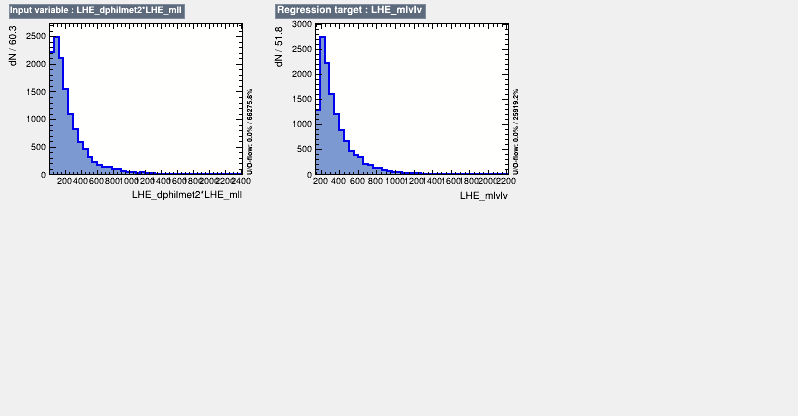 Input variable : LHE_dphilmet2*LHE_mll
dN / 60.3
2500
2000
1500
1000
500
0
200 400 600 800 1000 1200 1400 1600 1800 2000 2200 2400
LHE_dphilmet2*LHE_mll
U/O-flow: 0.0% / 66275.8%
Regression target : LHE_mlvlv
dN / 51.8
3000
2500
2000
1500
1000
500
0
200 400 600 800 1000 1200 1400 1600 1800 2000 2200
LHE_mlvlv
U/O-flow: 0.0% / 25919.2%